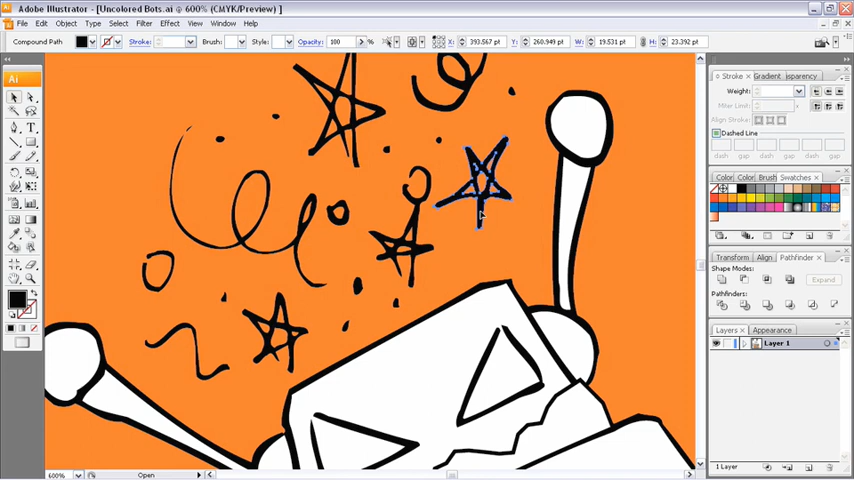 Adobe Illustrator - [Uncolored Bots.ai @ 600% (CMYK/Preview) ]
File Edit Object Type Select Filter Effect View Window Help
Compound Path Stroke: Brush: Style: Opacity: 100 % X: 393.567 pt Y: 260.949 pt W: 19.531 pt H: 23.392 pt
Ai
Stroke Gradient
Weight:
Miter Limit:
Align Stroke:
Dashed Line
dash gap dash gap dash gap
Color Brush Swatches
Transform Align Pathfinder
Shape Modes:
Expand
Pathfinders:
Layers Appearance
Layer 1
1 Layer
600% Open